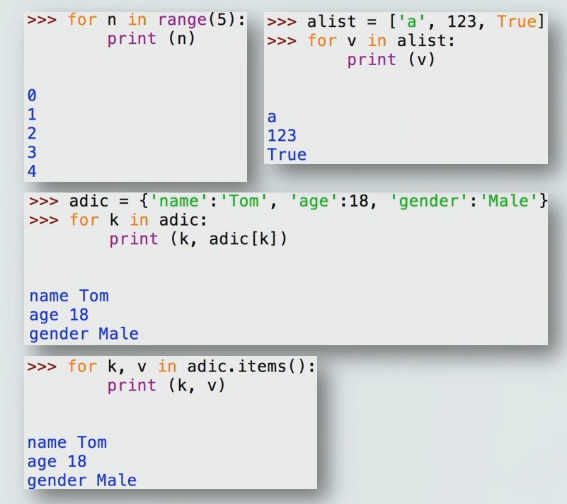 >>> for n in range(5):
        print (n)
0
1
2
3
4
>>> alist = ['a', 123, True]
>>> for v in alist:
        print (v)
a
123
True
>>> adic = {'name':'Tom', 'age':18, 'gender':'Male'}
>>> for k in adic:
        print (k, adic[k])
name Tom
age 18
gender Male
>>> for k, v in adic.items():
        print (k, v)
name Tom
age 18
gender Male